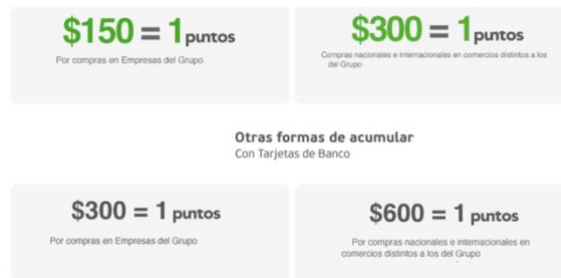 $150 = 1 puntos
Por compras en Empresas del Grupo
$300 = 1 puntos
Compras nacionales e internacionales en comercios distintos a los
del Grupo
Otras formas de acumular
Con Tarjetas de Banco
$300 = 1 puntos
Por compras en Empresas del Grupo
$600 = 1 puntos
Por compras nacionales e internacionales en
comercios distintos a los del Grupo